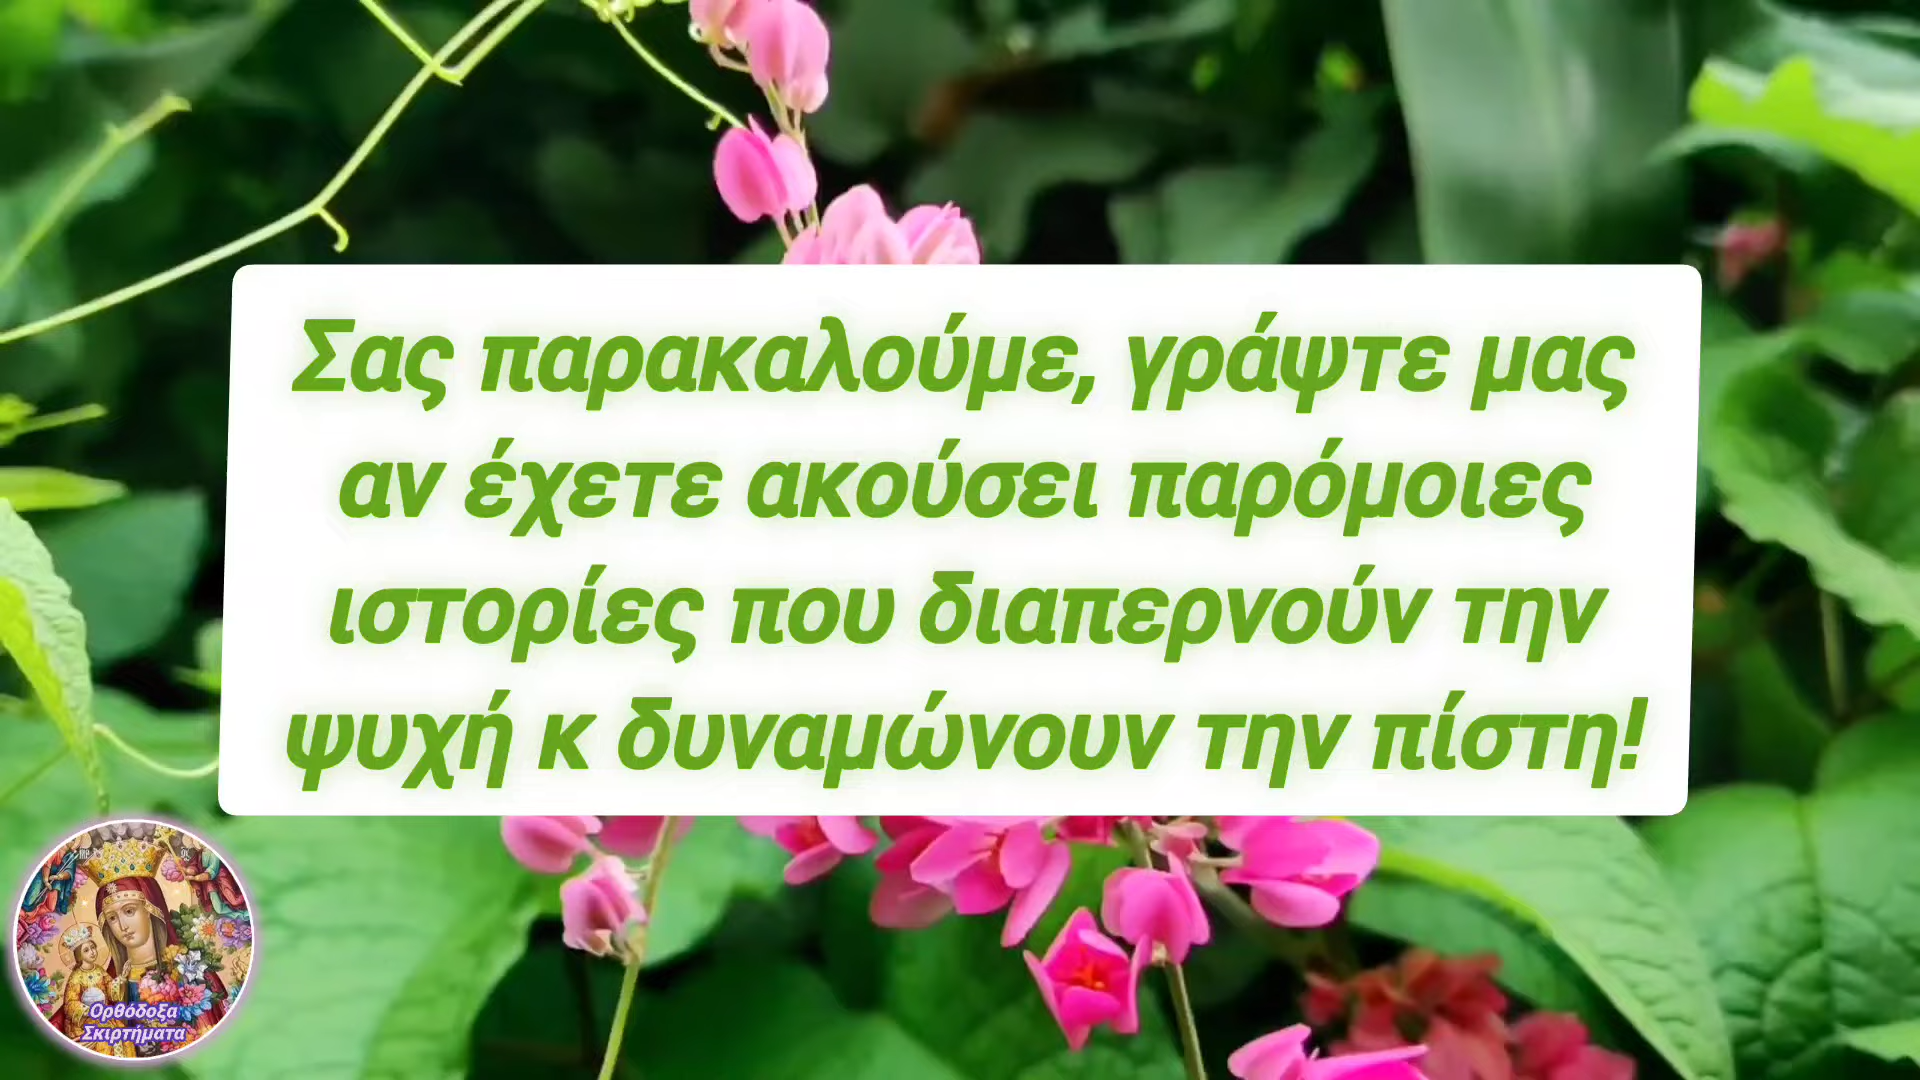 Σας παρακαλούμε, γράψτε μας
αν έχετε ακούσει παρόμοιες
ιστορίες που διαπερνούν την
ψυχή κ δυναμώνουν την πίστη!
Ορθόδοξα
Σκιρτήματα